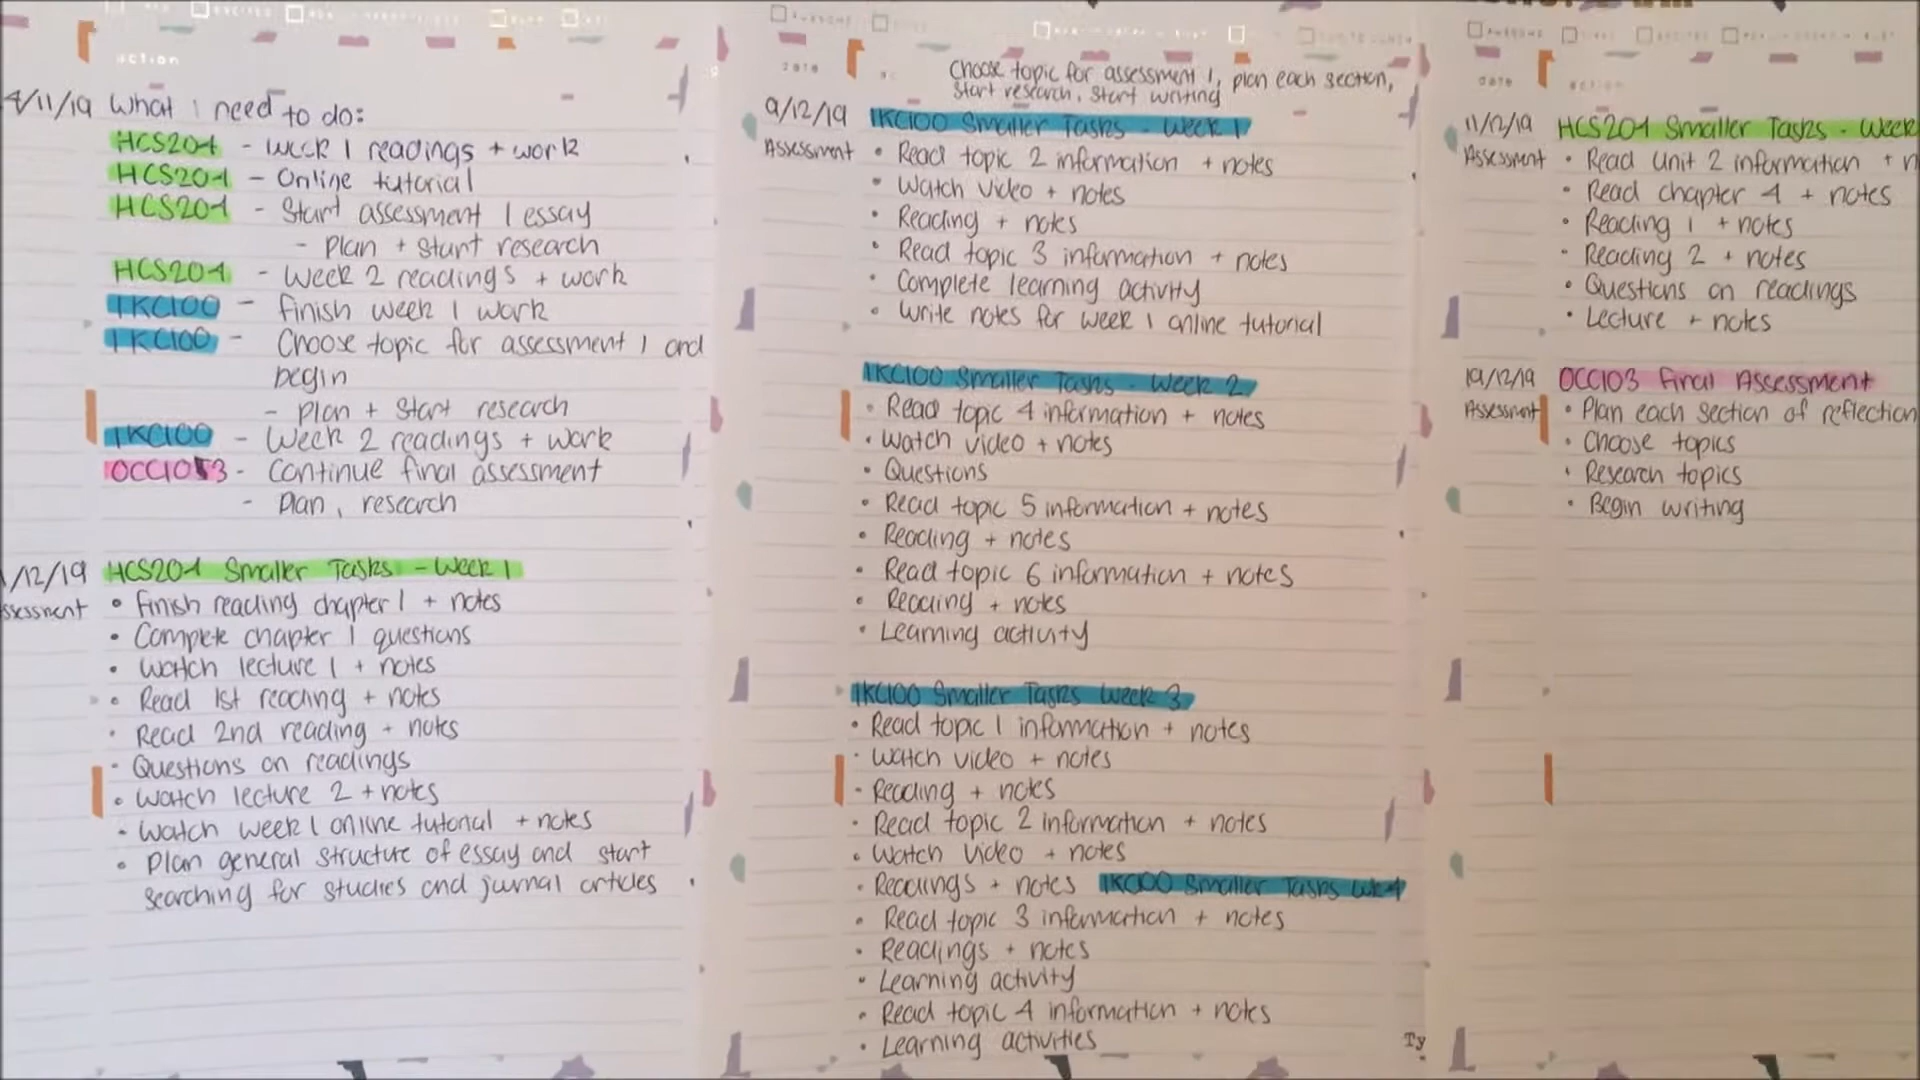 action
4/11/19 What I need to do:
HCS201 - Week 1 readings + work
HCS201 - Online tutorial
HCS201 - Start assessment 1 essay
- Plan + Start research
HCS201 - Week 2 readings + work
IKC100 - Finish week 1 work
IKC100 - Choose topic for assessment 1 and
begin
- Plan + Start research
IKC100 - Week 2 readings + work
OCC103 - Continue final assessment
- Plan, research
/12/19 HCS201 Smaller Tasks - Week 1
ssessment • Finish reading chapter 1 + notes
• Complete chapter 1 questions
• Watch lecture 1 + notes
• Read 1st reading + notes
• Read 2nd reading + notes
• Questions on readings
• Watch lecture 2 + notes
• Watch week 1 online tutorial + notes
• Plan general structure of essay and start
searching for studies and journal articles
Choose topic for assessment 1, plan each section,
start research, start writing
9/12/19 IKC100 Smaller Tasks - Week 1
Assessment • Read topic 2 information + notes
• Watch video + notes
• Reading + notes
• Read topic 3 information + notes
• Complete learning activity
• Write notes for week 1 online tutorial
IKC100 Smaller Tasks - Week 2
• Read topic 4 information + notes
• Watch video + notes
• Questions
• Read topic 5 information + notes
• Reading + notes
• Read topic 6 information + notes
• Reading + notes
• Learning activity
IKC100 Smaller Tasks Week 3
• Read topic 1 information + notes
• Watch video + notes
• Reading + notes
• Read topic 2 information + notes
• Watch video + notes
• Readings + notes IKC100 Smaller Tasks Wk 4
• Read topic 3 information + notes
• Readings + notes
• Learning activity
• Read topic 4 information + notes
• Learning activities
11/12/19 HCS201 Smaller Tasks - Week
Assessment • Read Unit 2 information + n
• Read chapter 4 + notes
• Reading 1 + notes
• Reading 2 + notes
• Questions on readings
• Lecture + notes
19/12/19 OCC103 Final Assessment
Assessment • Plan each section of reflection
• Choose topics
• Research topics
• Begin writing